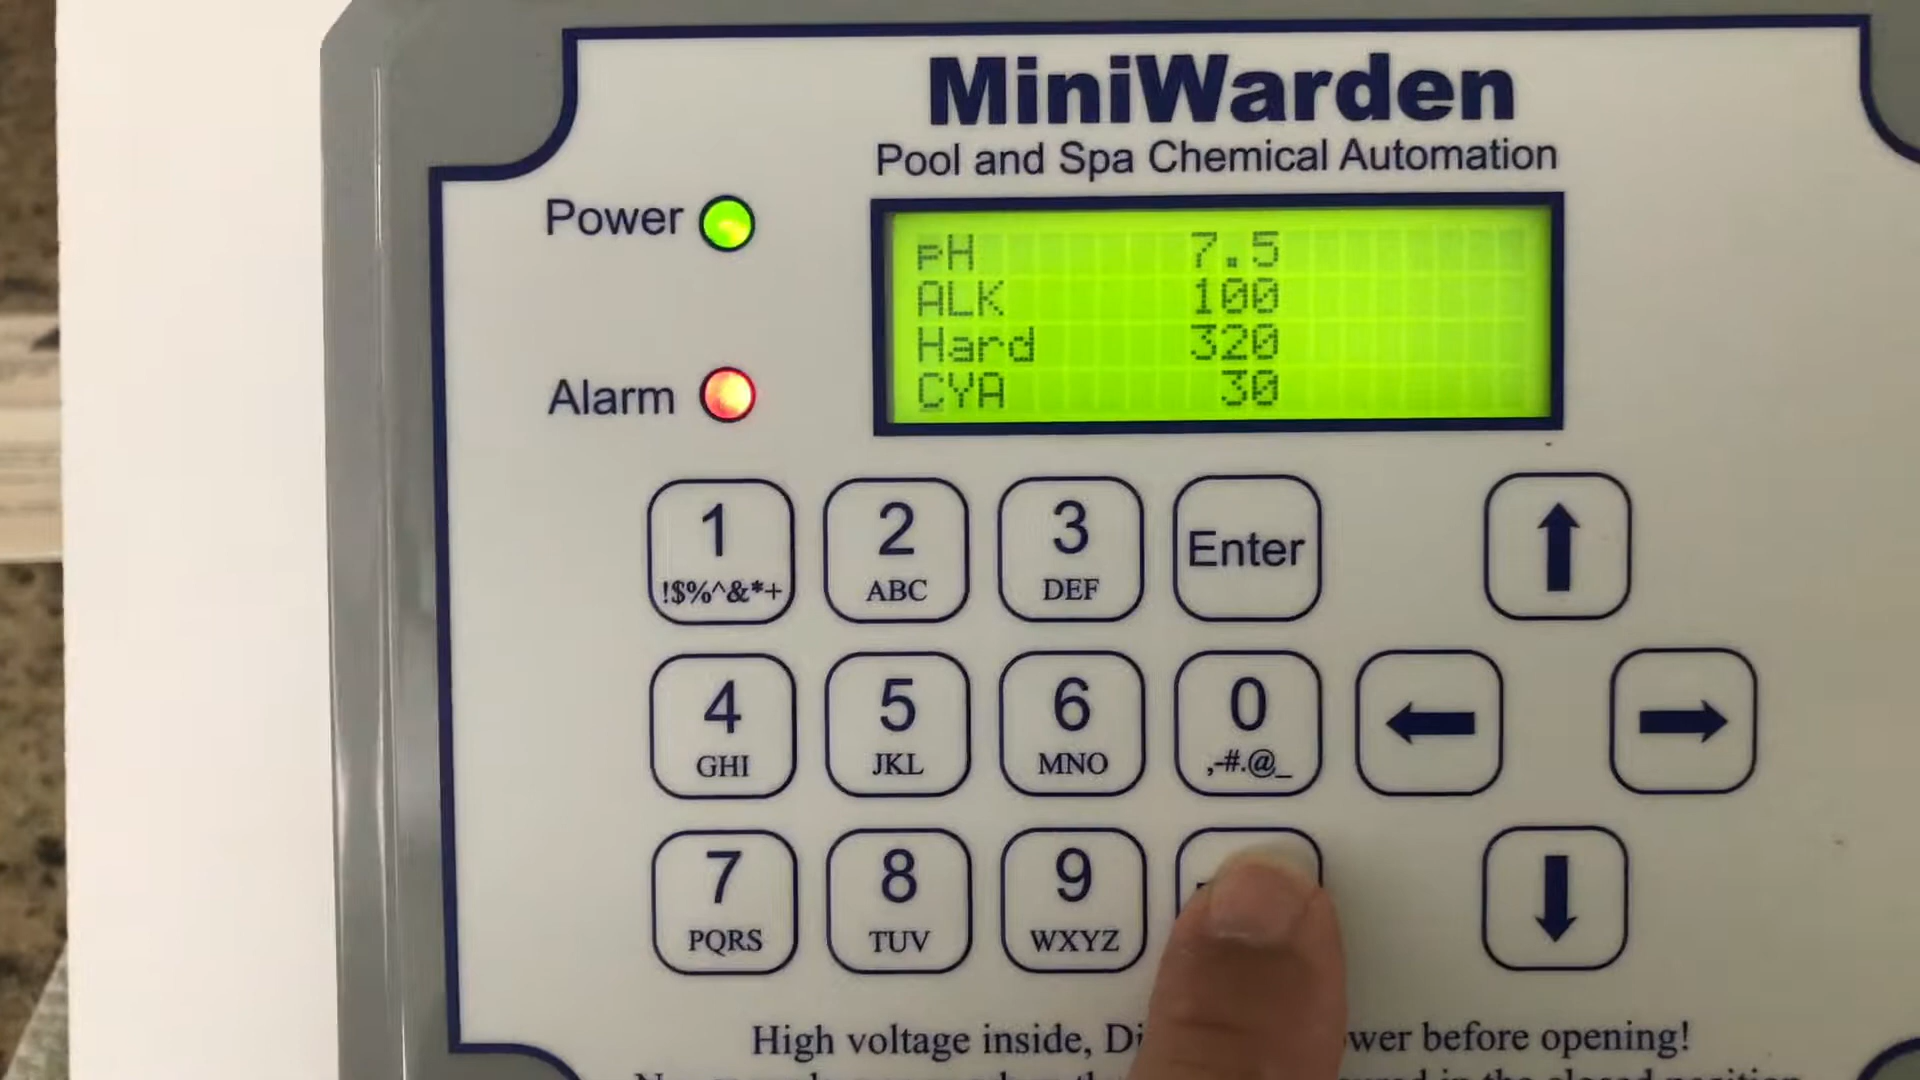 MiniWarden
Pool and Spa Chemical Automation
Power
pH 7.5
ALK 100
Hard 320
CYA 30
Alarm
1 2 3 Enter
!$%^&*+ ABC DEF
4 5 6 0
GHI JKL MNO ,-#.@_
7 8 9
PQRS TUV WXYZ
High voltage inside, before opening!